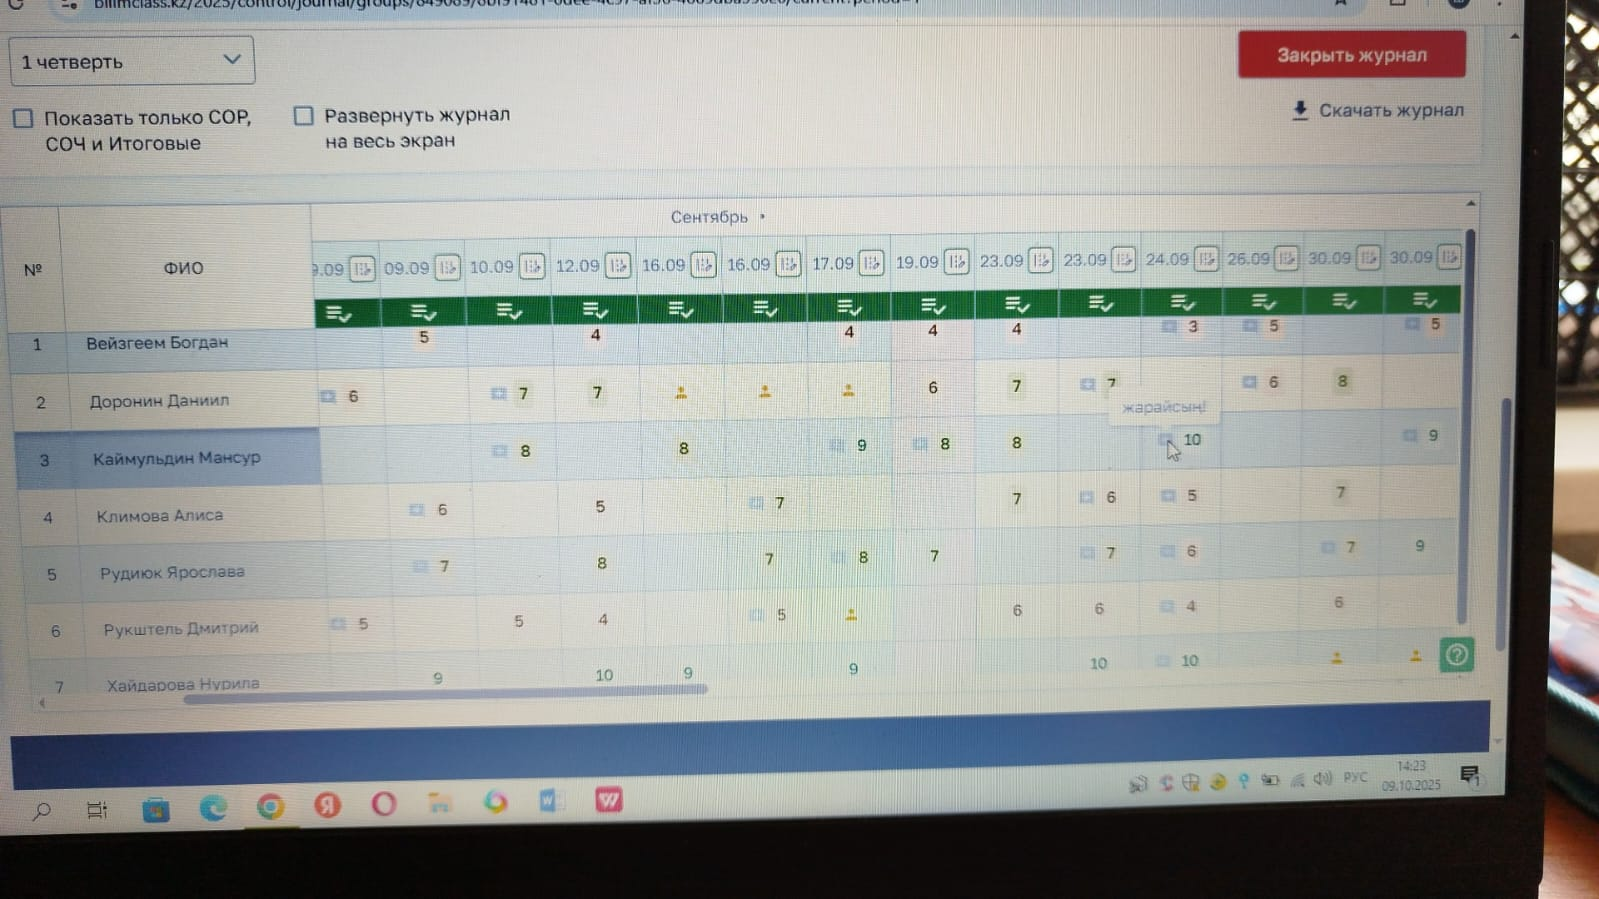 1 четверть
Закрыть журнал
Показать только СОР,
СОЧ и Итоговые
Развернуть журнал
на весь экран
Скачать журнал
№ ФИО Сентябрь
9.09 09.09 10.09 12.09 16.09 16.09 17.09 19.09 23.09 23.09 24.09 26.09 30.09 30.09
1 Вейзгеем Богдан 5 4 4 4 4 3 5 5
2 Доронин Даниил 6 7 7 6 7 7 6 8
жарайсың!
3 Каймульдин Мансур 8 8 9 8 8 10 9
4 Климова Алиса 6 5 7 7 6 5 7
5 Рудиюк Ярослава 7 8 7 8 7 7 6 7 9
6 Рукштель Дмитрий 5 5 4 5 6 6 4 6
7 Хайдарова Нурила 9 10 9 9 10 10
РУС
14:23
09.10.2025